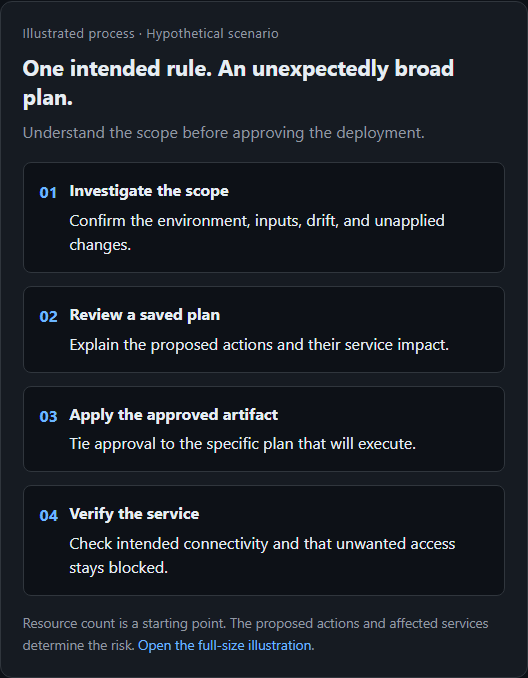 Illustrated process · Hypothetical scenario
One intended rule. An unexpectedly broad
plan.
Understand the scope before approving the deployment.
01 Investigate the scope
Confirm the environment, inputs, drift, and unapplied
changes.
02 Review a saved plan
Explain the proposed actions and their service impact.
03 Apply the approved artifact
Tie approval to the specific plan that will execute.
04 Verify the service
Check intended connectivity and that unwanted access
stays blocked.
Resource count is a starting point. The proposed actions and affected services
determine the risk. Open the full-size illustration.